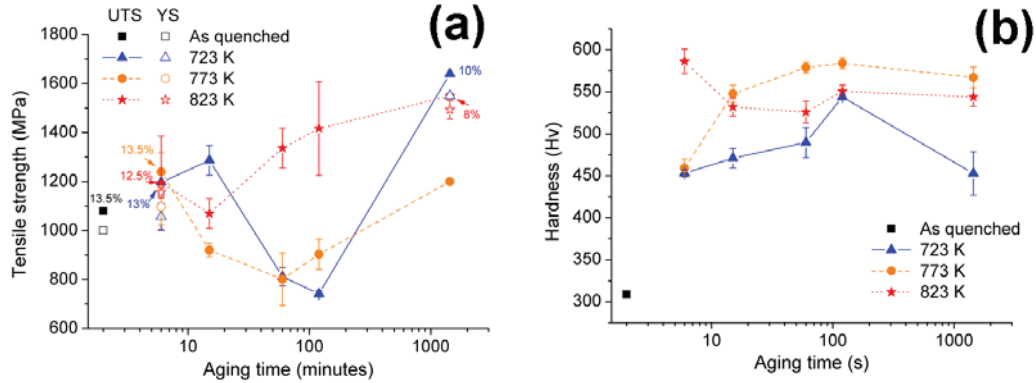 (a)
UTS YS
As quenched
723 K
773 K
823 K
1800
1600
1400
1200
1000
800
600
Tensile strength (MPa)
10%
8%
13.5%
12.5%
13.5%
13%
10 100 1000
Aging time (minutes)
(b)
600
550
500
450
400
350
300
Hardness (Hv)
As quenched
723 K
773 K
823 K
10 100 1000
Aging time (s)